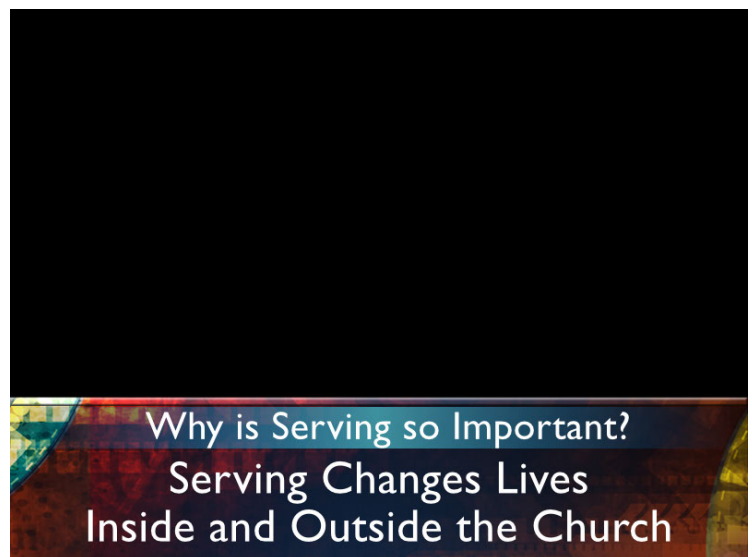 Why is Serving so Important?
Serving Changes Lives
Inside and Outside the Church